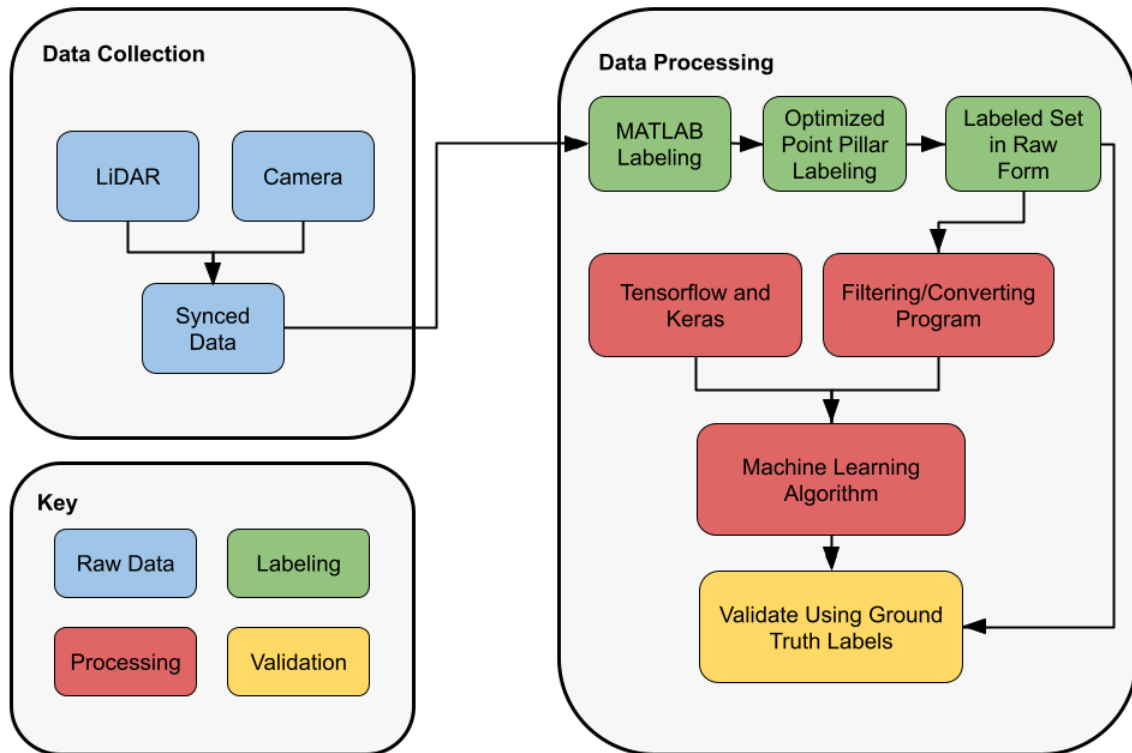 Data Collection
LiDAR
Camera
Synced
Data
Key
Raw Data
Labeling
Processing
Validation
Data Processing
MATLAB
Labeling
Optimized
Point Pillar
Labeling
Labeled Set
in Raw
Form
Tensorflow and
Keras
Filtering/Converting
Program
Machine Learning
Algorithm
Validate Using Ground
Truth Labels